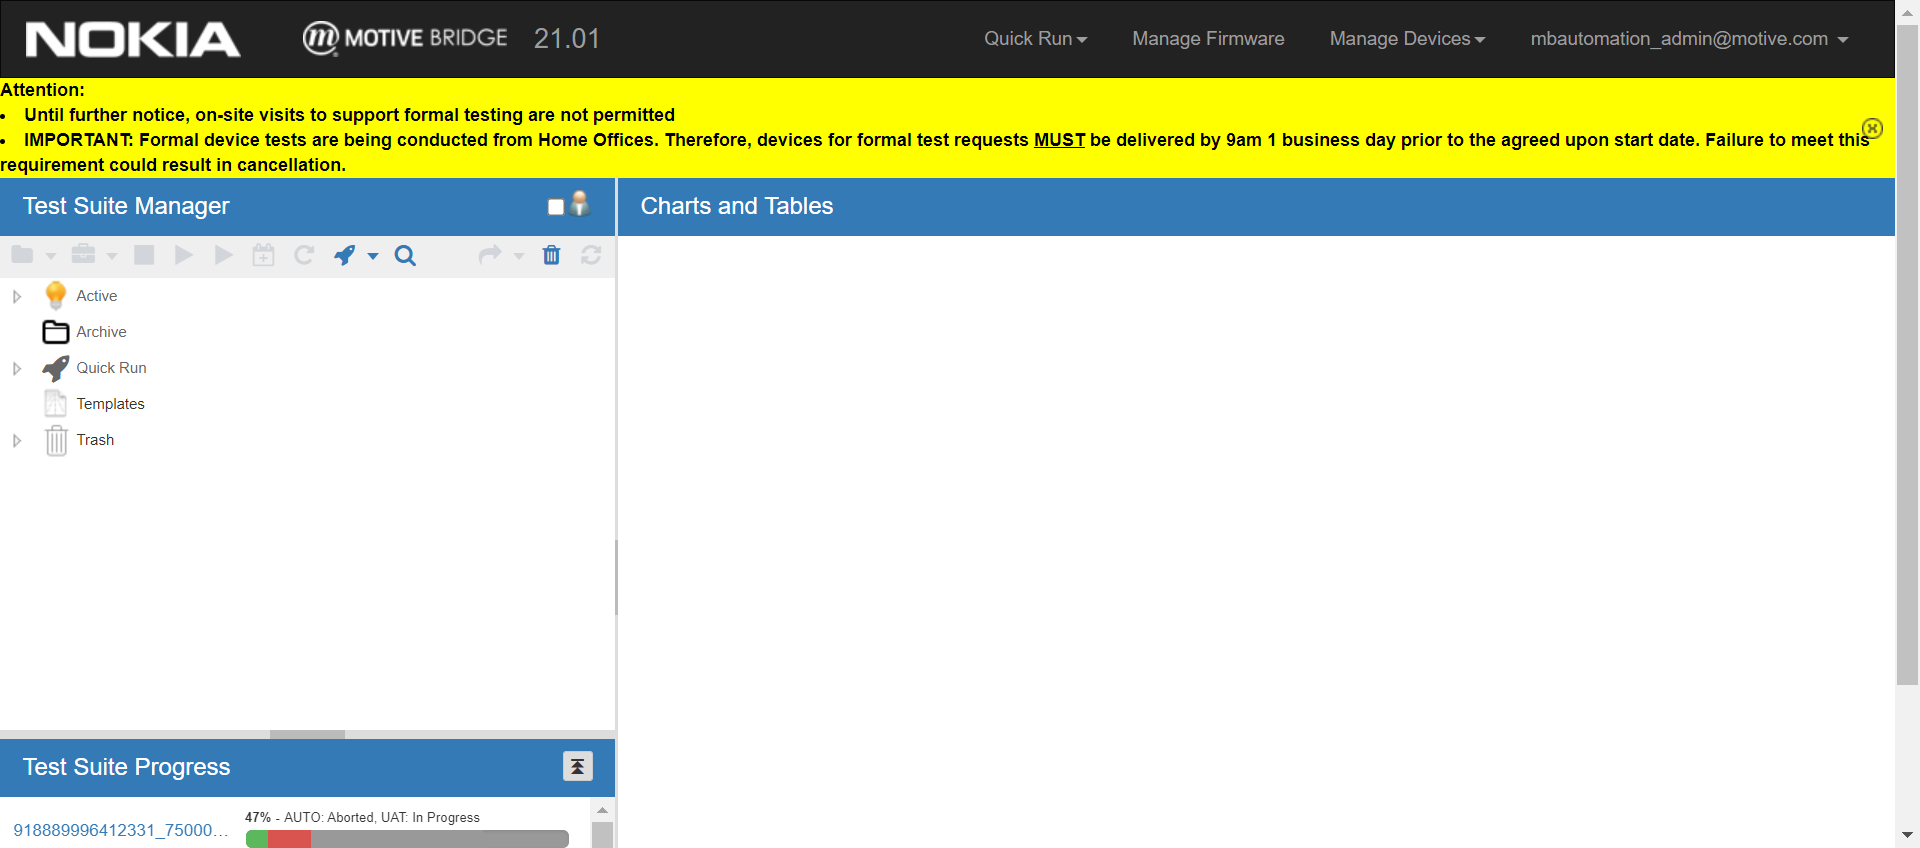 NOKIA
MOTIVE BRIDGE 21.01
Quick Run
Manage Firmware
Manage Devices
mbautomation_admin@motive.com
Attention:
• Until further notice, on-site visits to support formal testing are not permitted
• IMPORTANT: Formal device tests are being conducted from Home Offices. Therefore, devices for formal test requests MUST be delivered by 9am 1 business day prior to the agreed upon start date. Failure to meet this
requirement could result in cancellation.
Test Suite Manager
Charts and Tables
Active
Archive
Quick Run
Templates
Trash
Test Suite Progress
918889996412331_75000...
47% - AUTO: Aborted, UAT: In Progress